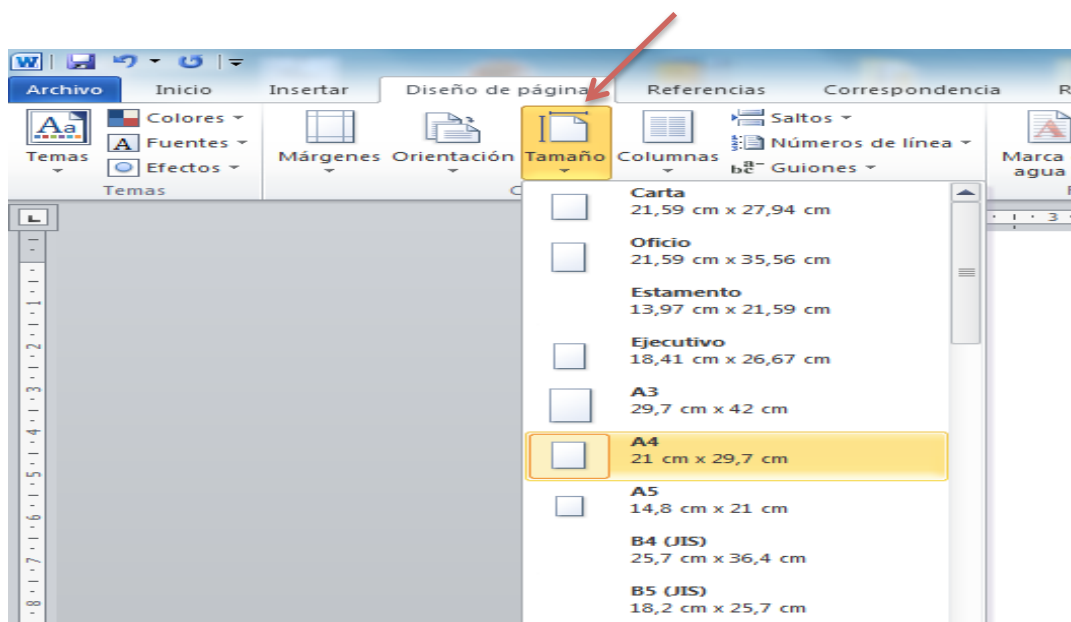 Archivo Inicio Insertar Diseño de página Referencias Correspondencia R
Aa Colores Saltos
A Fuentes Números de línea
Temas Efectos Márgenes Orientación Tamaño Columnas Guiones Marca
agua
Temas C
Carta
21,59 cm x 27,94 cm
Oficio
21,59 cm x 35,56 cm
Estamento
13,97 cm x 21,59 cm
Ejecutivo
18,41 cm x 26,67 cm
A3
29,7 cm x 42 cm
A4
21 cm x 29,7 cm
A5
14,8 cm x 21 cm
B4 (JIS)
25,7 cm x 36,4 cm
B5 (JIS)
18,2 cm x 25,7 cm